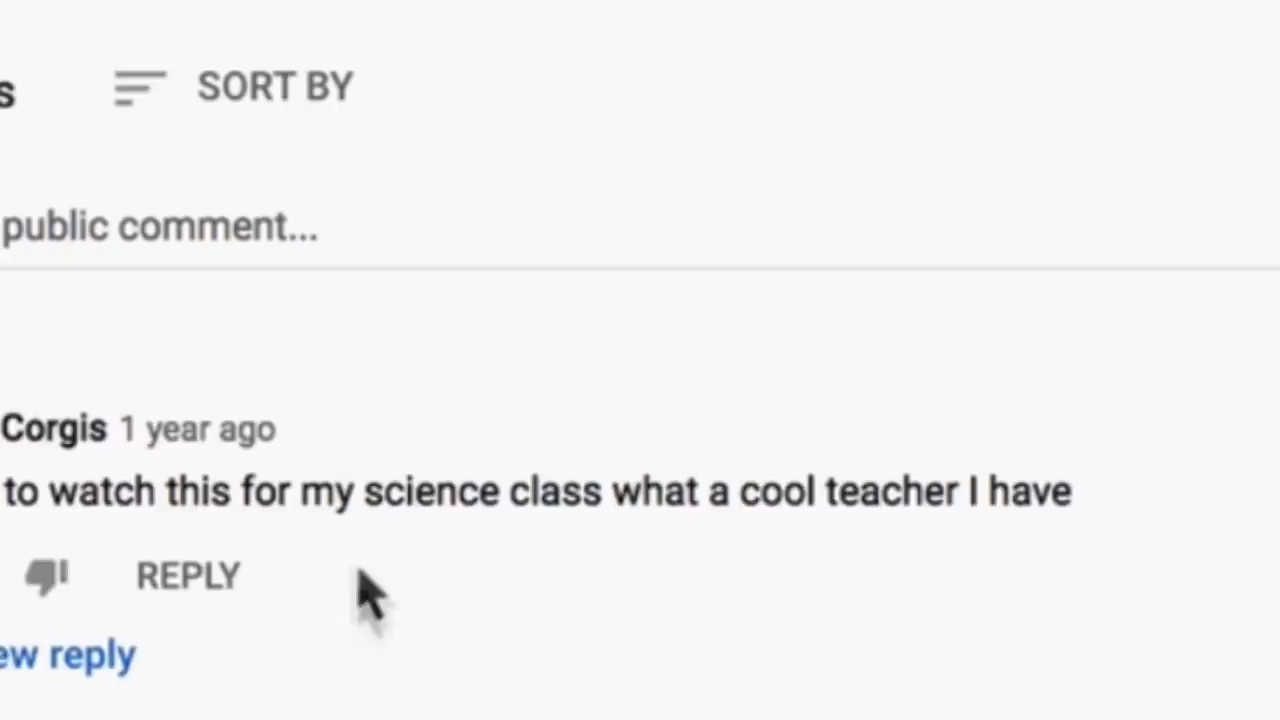 s SORT BY
public comment...
Corgis 1 year ago
to watch this for my science class what a cool teacher I have
REPLY
ew reply